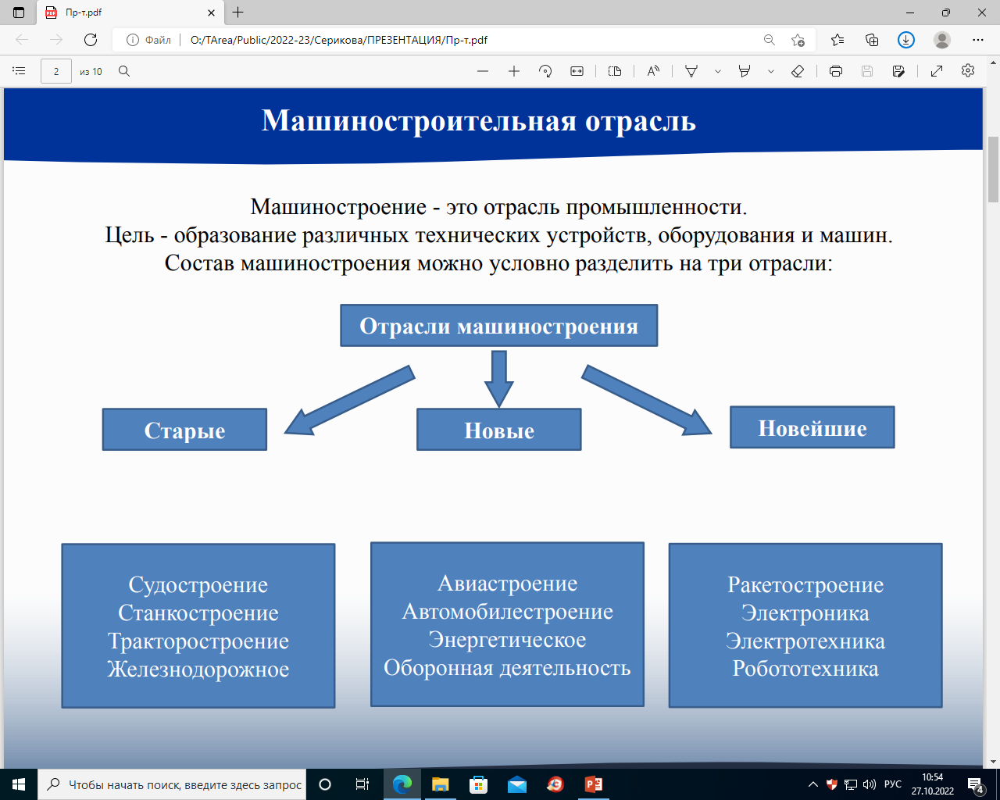 Пр-т.pdf
Файл
O:/TArea/Public/2022-23/Серикова/ПРЕЗЕНТАЦИЯ/Пр-т.pdf
2
из 10
Машиностроительная отрасль
Машиностроение - это отрасль промышленности.
Цель - образование различных технических устройств, оборудования и машин.
Состав машиностроения можно условно разделить на три отрасли:
Отрасли машиностроения
Старые
Новые
Новейшие
Судостроение
Станкостроение
Тракторостроение
Железнодорожное
Авиастроение
Автомобилестроение
Энергетическое
Оборонная деятельность
Ракетостроение
Электроника
Электротехника
Робототехника
Чтобы начать поиск, введите здесь запрос
РУС
10:54
27.10.2022
4